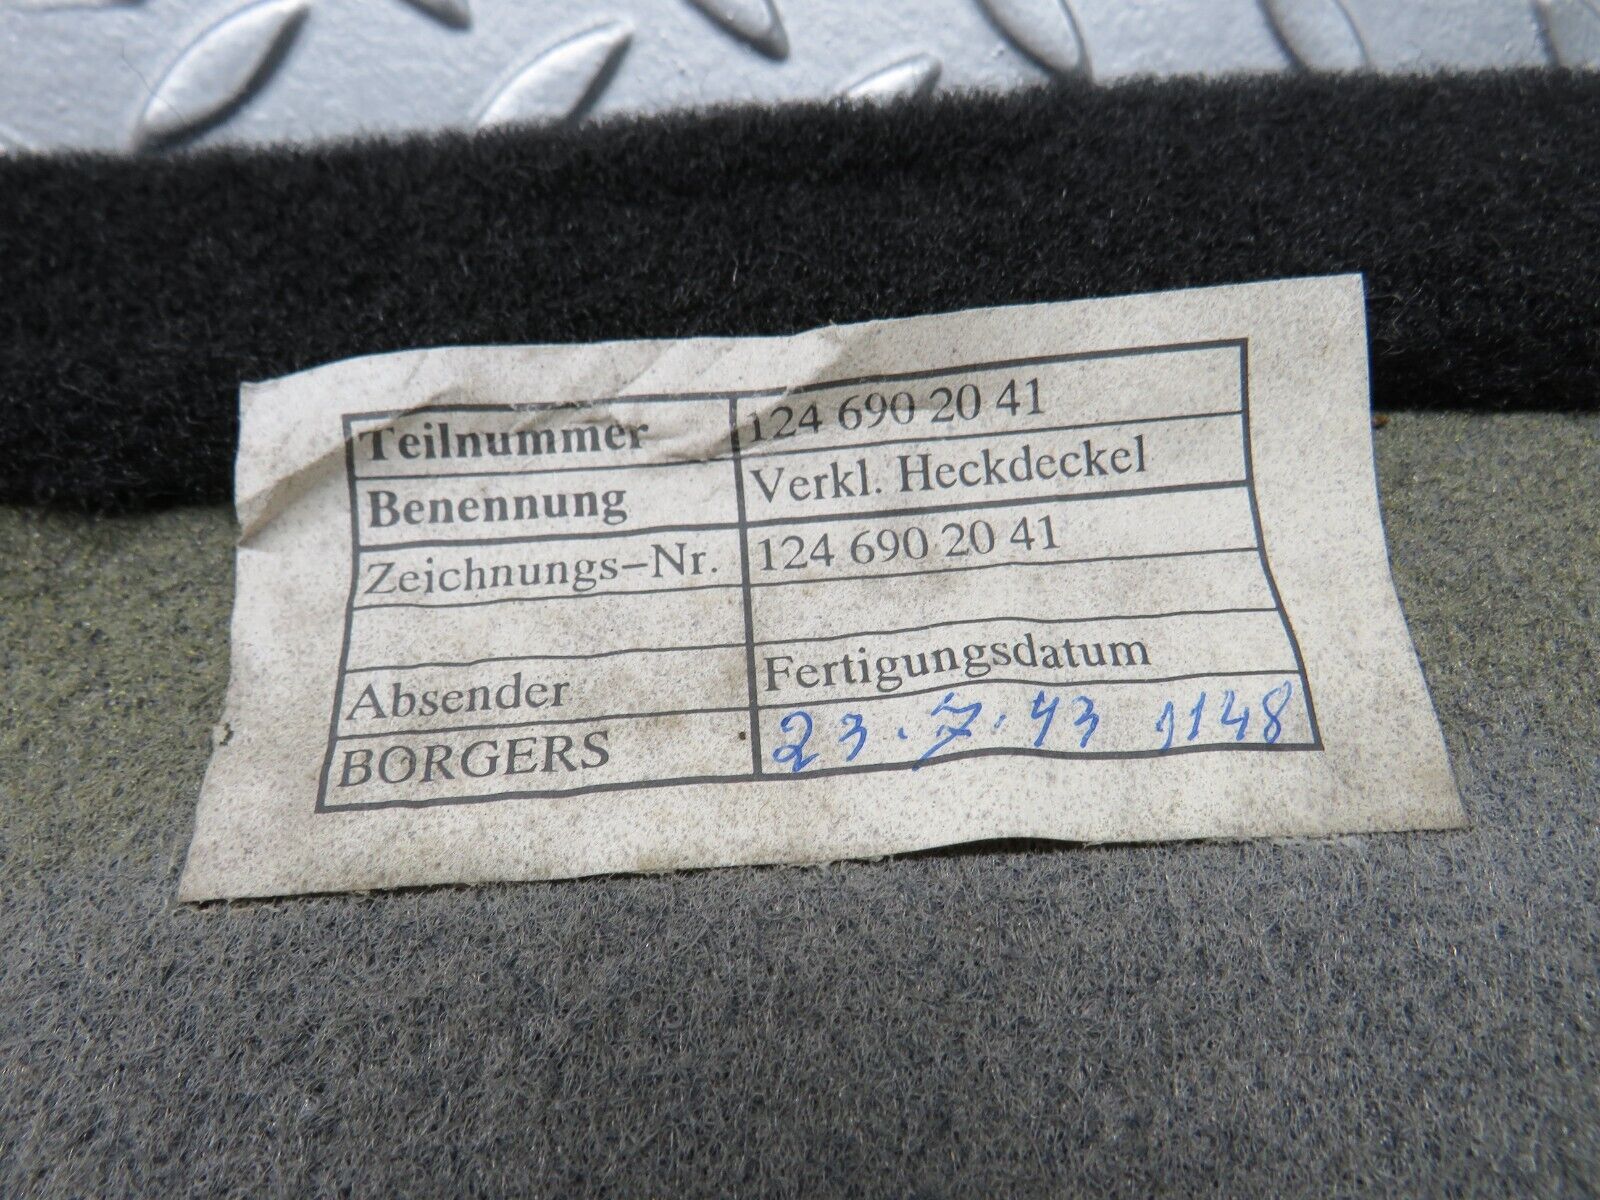 Teilnummer 124 690 20 41
Benennung Verkl. Heckdeckel
Zeichnungs-Nr. 124 690 20 41
Absender Fertigungsdatum
BORGERS 23.7.93 1148